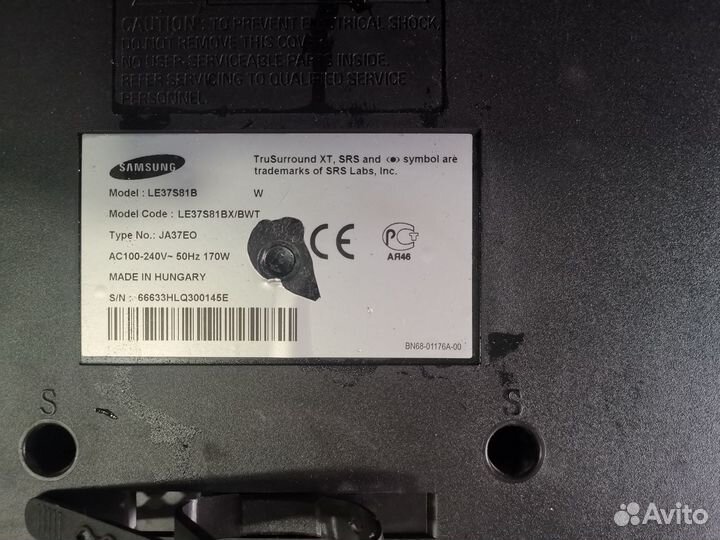 CAUTION : TO PREVENT ELECTRICAL SHOCK,
DO NOT REMOVE THIS COVER
NO USER-SERVICEABLE PARTS INSIDE.
REFER SERVICING TO QUALIFIED SERVICE
PERSONNEL.
SAMSUNG
TruSurround XT, SRS and (●) symbol are
trademarks of SRS Labs, Inc.
Model : LE37S81B W
Model Code : LE37S81BX/BWT
Type No.: JA37EO
AC100-240V~ 50Hz 170W
MADE IN HUNGARY
S/N : 66633HLQ300145E
CE
РСТ
АЯ46
BN68-01176A-00
S
S
Avito